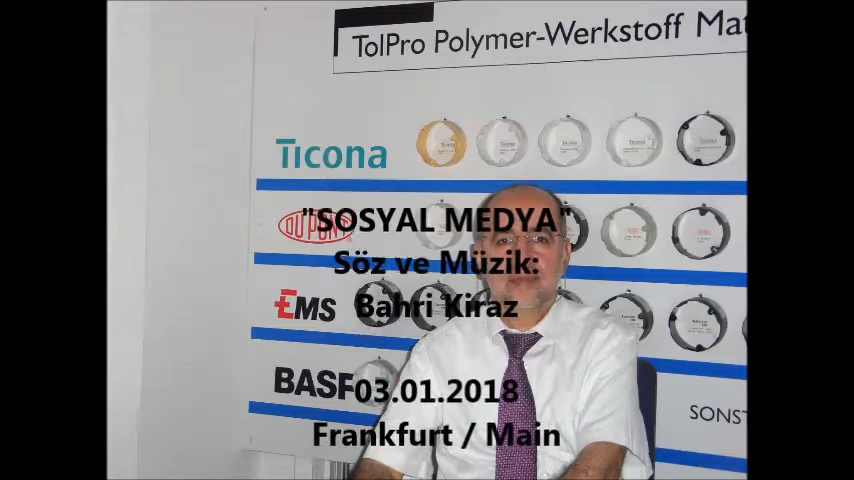 TolPro Polymer-Werkstoff Mat
Ticona
"SOSYAL MEDYA"
DUPONT
Söz ve Müzik:
EMS
Bahri Kiraz
BASF
03.01.2018
SONST
Frankfurt / Main